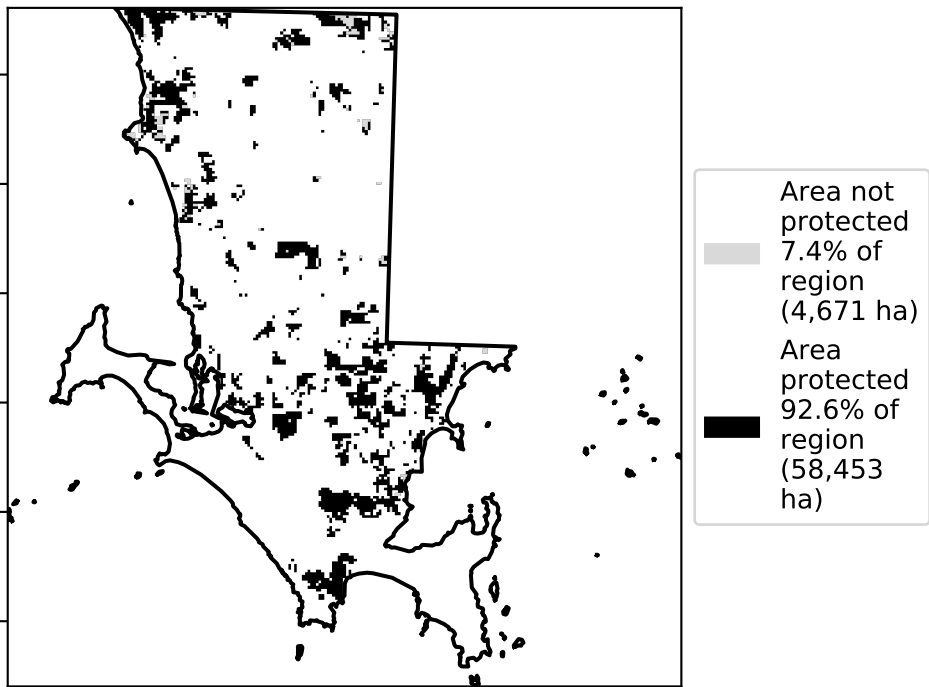 Area not
protected
7.4% of
region
(4,671 ha)
Area
protected
92.6% of
region
(58,453
ha)